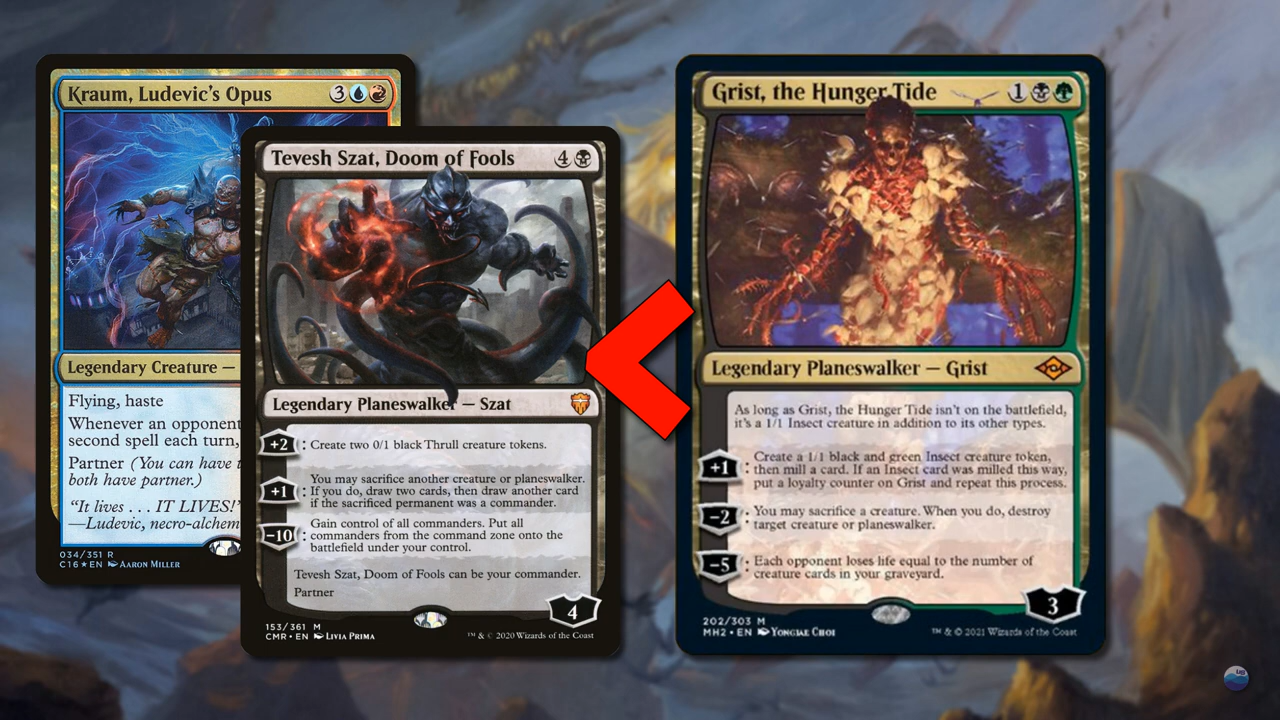 Kraum, Ludevic's Opus 3
Legendary Creature —
Flying, haste
Whenever an opponent
second spell each turn,
Partner (You can have t
both have partner.)
"It lives . . . IT LIVES!"
—Ludevic, necro-alchem
034/351 R
C16★EN AARON MILLER
Tevesh Szat, Doom of Fools 4
Legendary Planeswalker — Szat
+2 : Create two 0/1 black Thrull creature tokens.
You may sacrifice another creature or planeswalker.
+1 : If you do, draw two cards, then draw another card
if the sacrificed permanent was a commander.
Gain control of all commanders. Put all
−10 : commanders from the command zone onto the
battlefield under your control.
Tevesh Szat, Doom of Fools can be your commander.
Partner
4
153/361 M
CMR • EN LIVIA PRIMA ™ & © 2020 Wizards of the Coast
Grist, the Hunger Tide 1
Legendary Planeswalker — Grist
As long as Grist, the Hunger Tide isn't on the battlefield,
it's a 1/1 Insect creature in addition to its other types.
Create a 1/1 black and green Insect creature token,
+1 : then mill a card. If an Insect card was milled this way,
put a loyalty counter on Grist and repeat this process.
−2 : You may sacrifice a creature. When you do, destroy
target creature or planeswalker.
−5 : Each opponent loses life equal to the number of
creature cards in your graveyard.
3
202/303 M
MH2 • EN YONGJAE CHOI ™ & © 2021 Wizards of the Coast